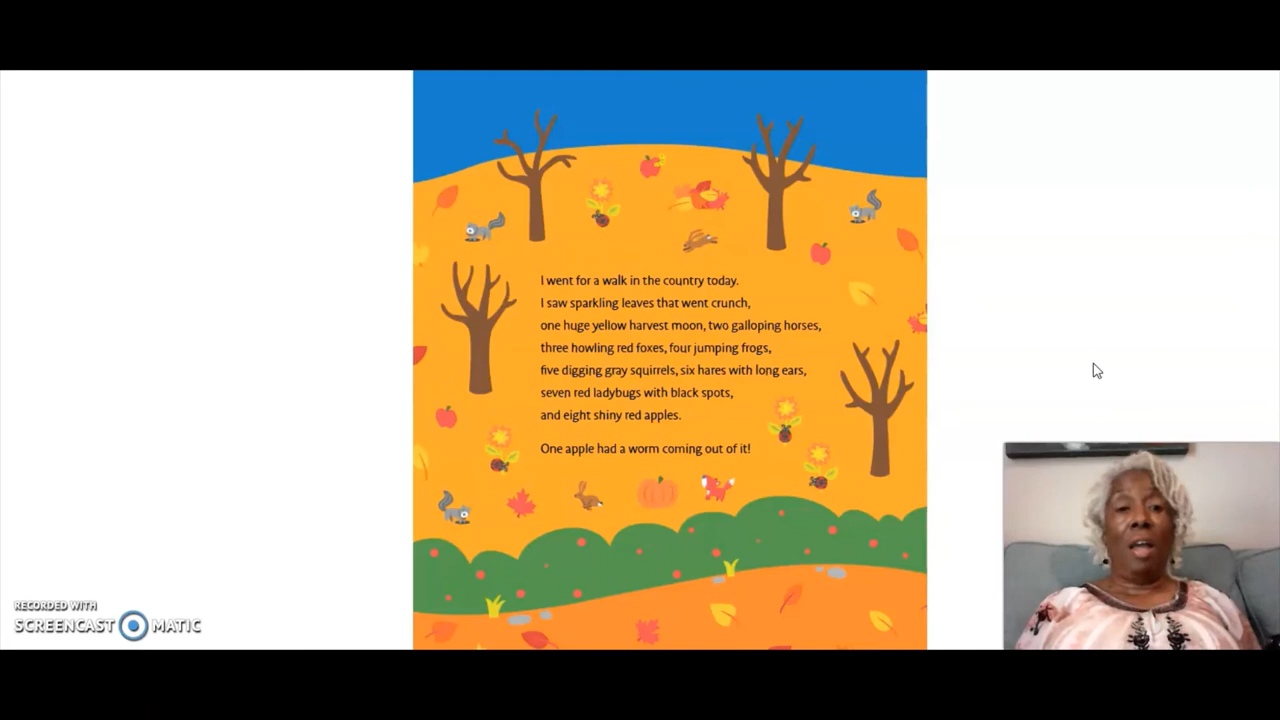 I went for a walk in the country today.
I saw sparkling leaves that went crunch,
one huge yellow harvest moon, two galloping horses,
three howling red foxes, four jumping frogs,
five digging gray squirrels, six hares with long ears,
seven red ladybugs with black spots,
and eight shiny red apples.
One apple had a worm coming out of it!
RECORDED WITH
SCREENCAST MATIC